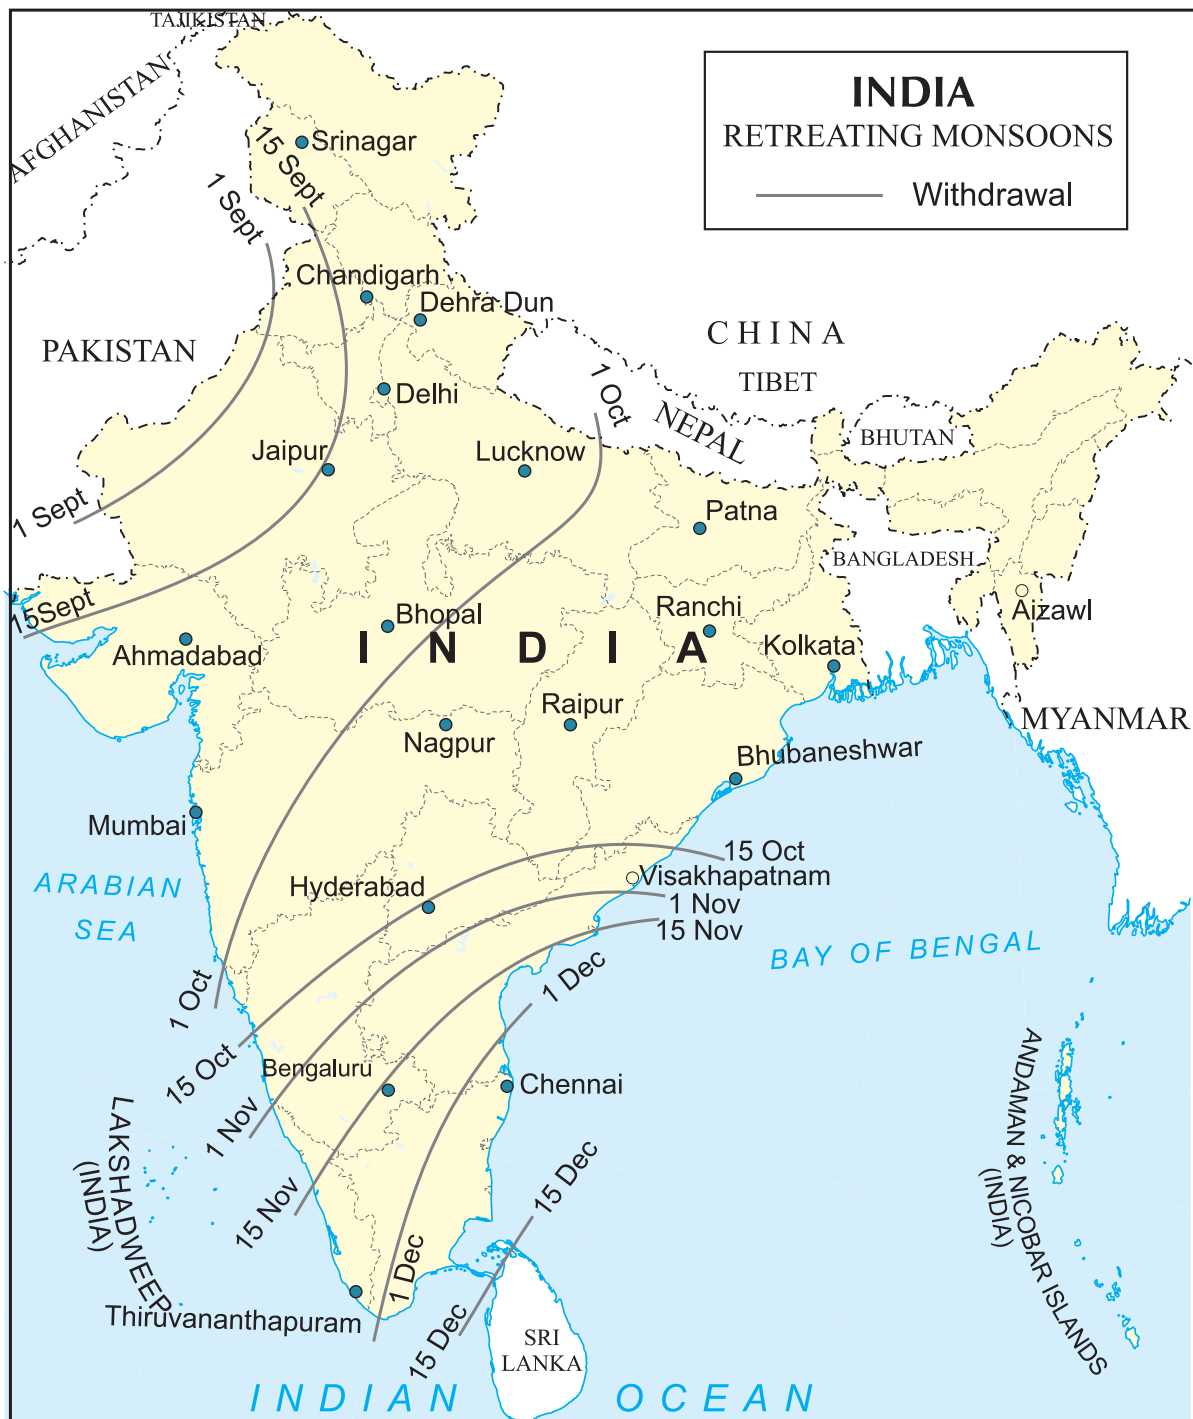 TAJIKISTAN
AFGHANISTAN
INDIA
RETREATING MONSOONS
Withdrawal
15 Sept
Srinagar
1 Sept
Chandigarh
Dehra Dun
PAKISTAN
CHINA
TIBET
Delhi
1 Oct
NEPAL
BHUTAN
Jaipur
Lucknow
1 Sept
Patna
BANGLADESH
15Sept
Bhopal
Ranchi
Aizawl
Ahmadabad
INDIA
Kolkata
Raipur
MYANMAR
Nagpur
Bhubaneshwar
Mumbai
15 Oct
ARABIAN
SEA
Hyderabad
Visakhapatnam
1 Nov
15 Nov
BAY OF BENGAL
1 Dec
1 Oct
15 Oct
Bengaluru
Chennai
1 Nov
LAKSHADWEEP
(INDIA)
ANDAMAN & NICOBAR ISLANDS
(INDIA)
15 Nov
15 Dec
1 Dec
Thiruvananthapuram
15 Dec
SRI
LANKA
INDIAN OCEAN